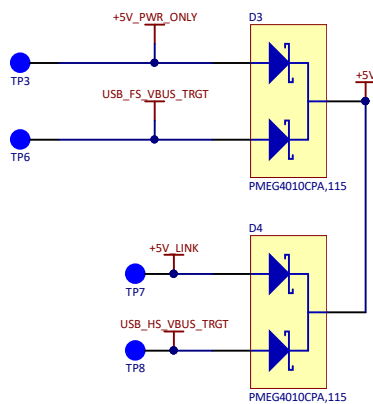 +5V_PWR_ONLY
D3
TP3
+5V
USB_FS_VBUS_TRGT
TP6
PMEG4010CPA,115
D4
+5V_LINK
TP7
USB_HS_VBUS_TRGT
TP8
PMEG4010CPA,115